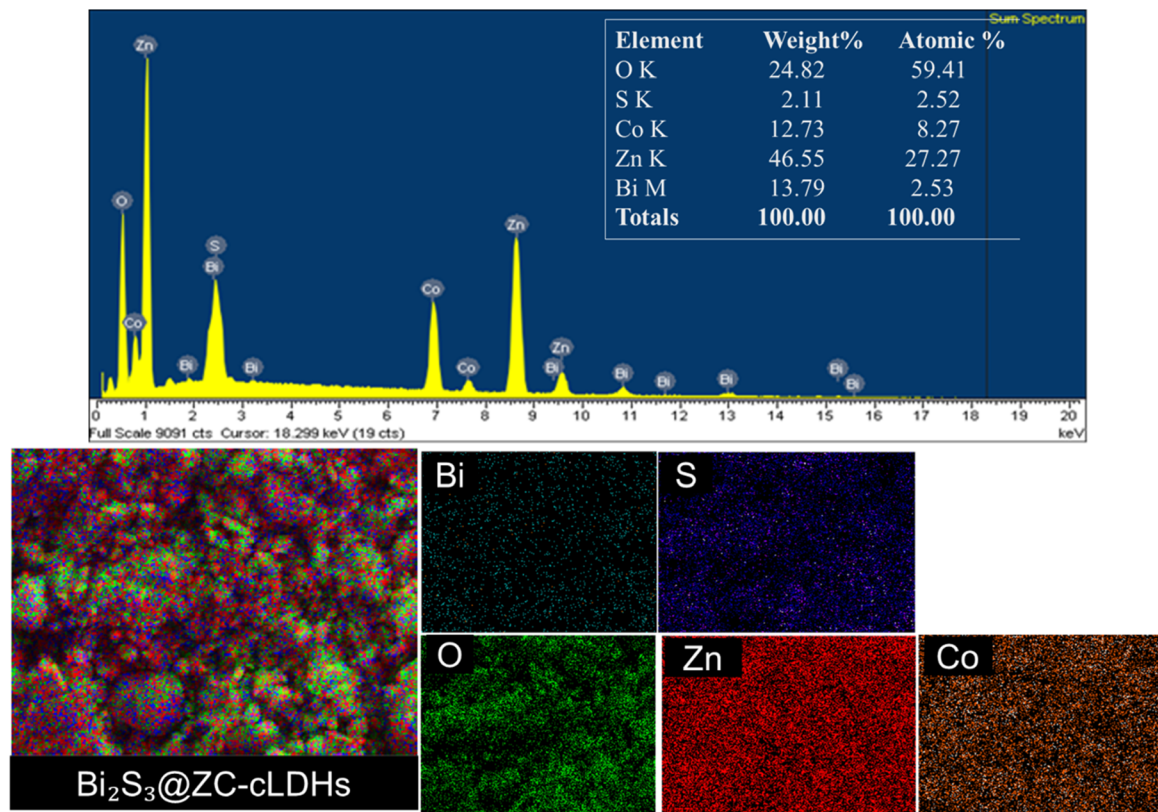 Sum Spectrum
Element Weight% Atomic %
O K 24.82 59.41
S K 2.11 2.52
Co K 12.73 8.27
Zn K 46.55 27.27
Bi M 13.79 2.53
Totals 100.00 100.00
Zn
O
Co
S
Bi
Bi
Bi
Co
Co
Zn
Bi
Zn
Bi
Bi
Bi
Bi
Bi
0 1 2 3 4 5 6 7 8 9 10 11 12 13 14 15 16 17 18 19 20
Full Scale 9091 cts Cursor: 18.299 keV (19 cts) keV
Bi
S
O
Zn
Co
Bi₂S₃@ZC-cLDHs